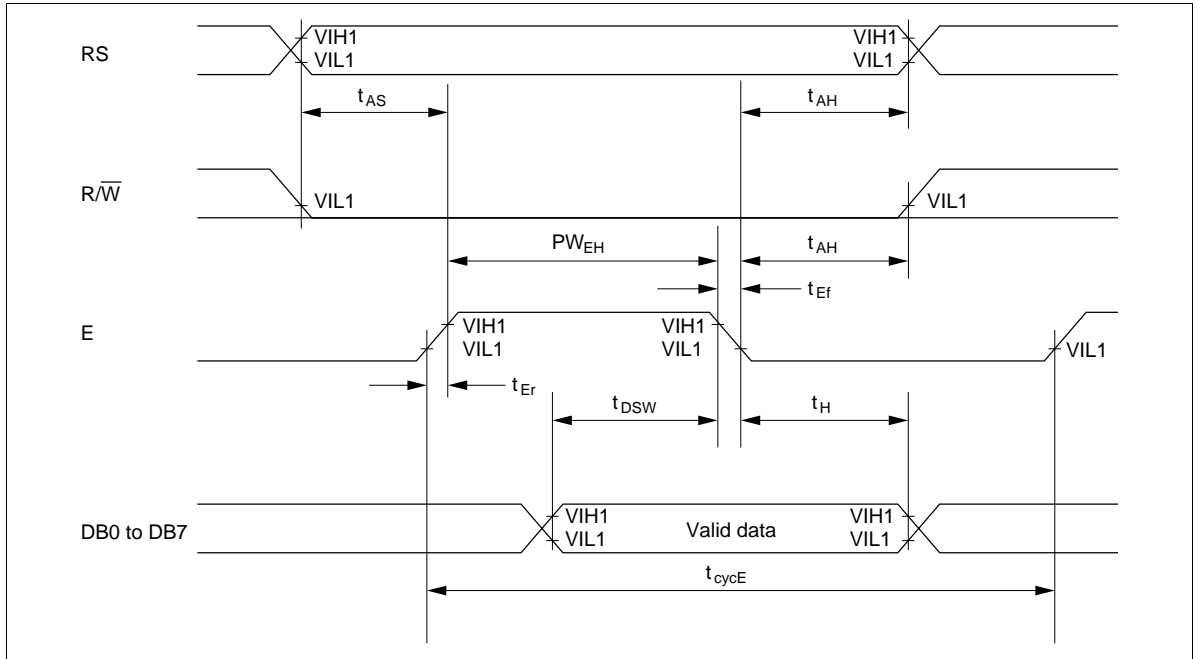 RS
VIH1
VIL1
VIH1
VIL1
tAS
tAH
R/W̅
VIL1
VIL1
PWEH
tAH
tEf
E
VIH1
VIL1
VIH1
VIL1
VIL1
tEr
tDSW
tH
DB0 to DB7
VIH1
VIL1
Valid data
VIH1
VIL1
tcycE